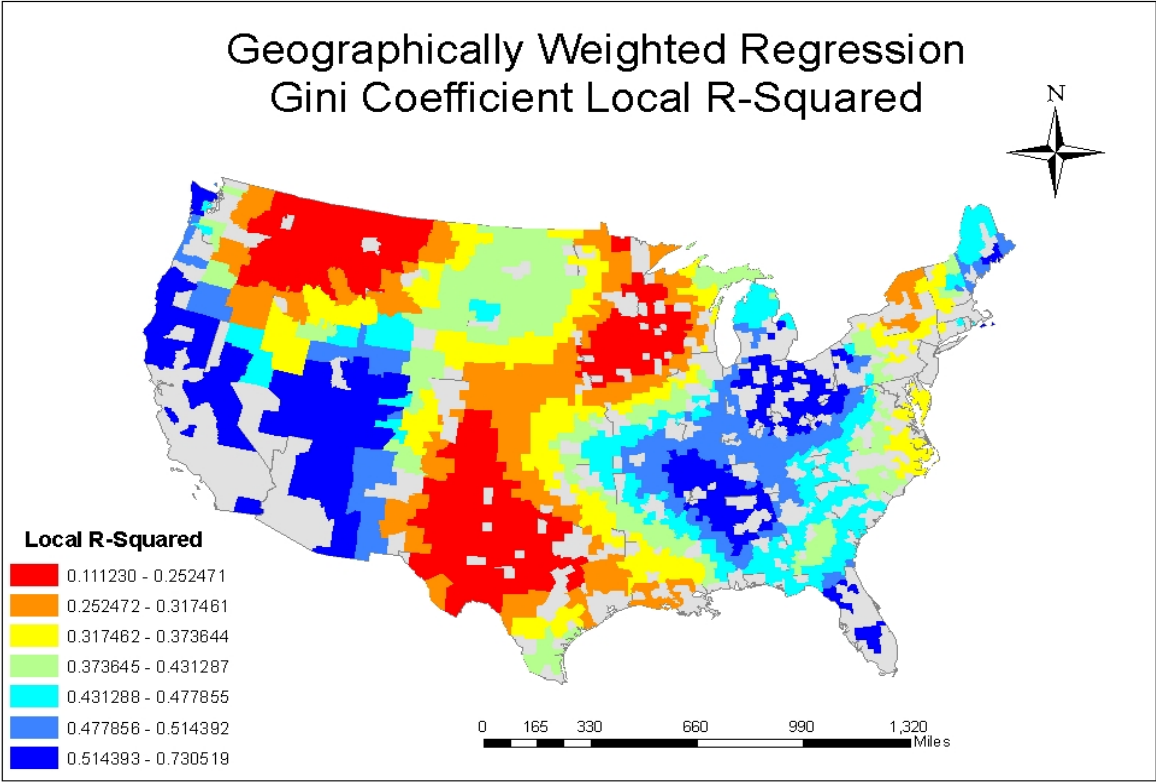 Geographically Weighted Regression
Gini Coefficient Local R-Squared
N
Local R-Squared
0.111230 - 0.252471
0.252472 - 0.317461
0.317462 - 0.373644
0.373645 - 0.431287
0.431288 - 0.477855
0.477856 - 0.514392
0.514393 - 0.730519
0 165 330 660 990 1,320
Miles